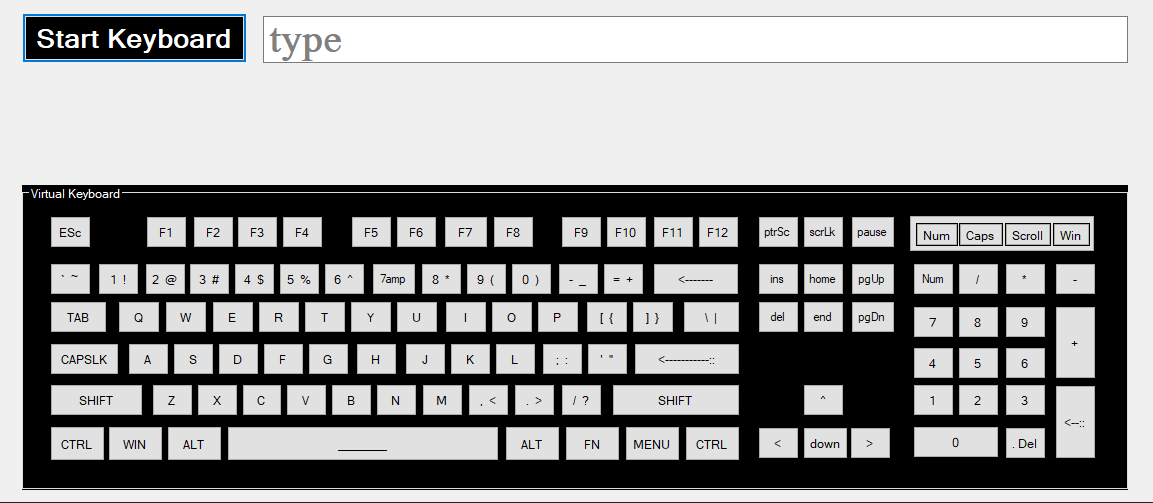 Start Keyboard type
Virtual Keyboard
ESc F1 F2 F3 F4 F5 F6 F7 F8 F9 F10 F11 F12 ptrSc scrLk pause Num Caps Scroll Win
` ~ 1 ! 2 @ 3 # 4 $ 5 % 6 ^ 7amp 8 * 9 ( 0 ) - _ = + <------- ins home pgUp Num / * -
TAB Q W E R T Y U I O P [ { ] } \ | del end pgDn 7 8 9 +
CAPSLK A S D F G H J K L ; : ' " <-----------:: 4 5 6
SHIFT Z X C V B N M , < . > / ? SHIFT ^ 1 2 3 <--::
CTRL WIN ALT ________ ALT FN MENU CTRL < down > 0 . Del